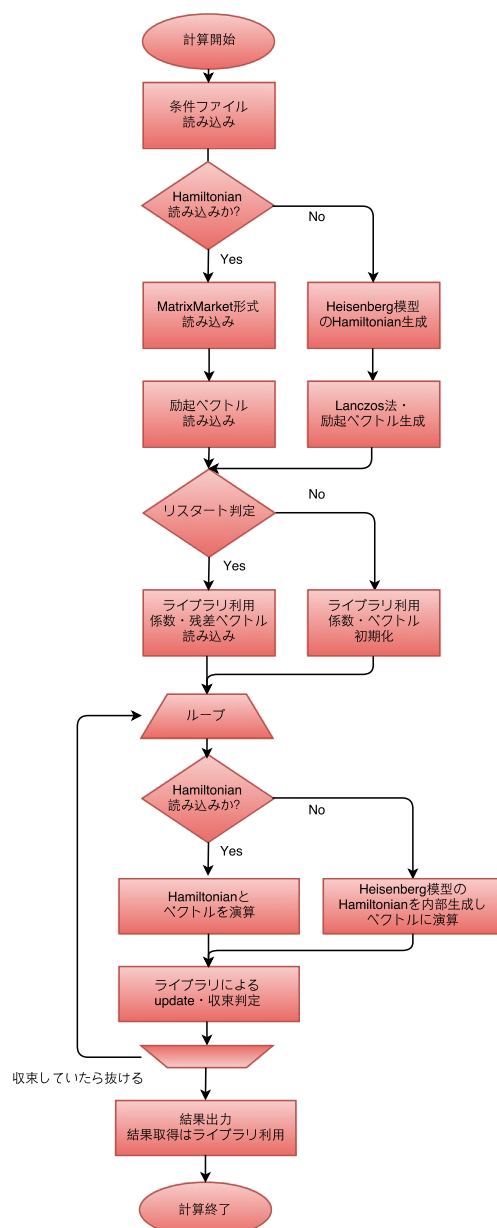 計算開始
条件ファイル
読み込み
Hamiltonian
読み込みか?
No
Yes
MatrixMarket形式
読み込み
Heisenberg模型
のHamiltonian生成
励起ベクトル
読み込み
Lanczos法・
励起ベクトル生成
リスタート判定
No
Yes
ライブラリ利用
係数・残差ベクトル
読み込み
ライブラリ利用
係数・ベクトル
初期化
ループ
Hamiltonian
読み込みか?
No
Yes
Hamiltonianと
ベクトルを演算
Heisenberg模型の
Hamiltonianを内部生成し
ベクトルに演算
ライブラリによる
update・収束判定
収束していたら抜ける
結果出力
結果取得はライブラリ利用
計算終了